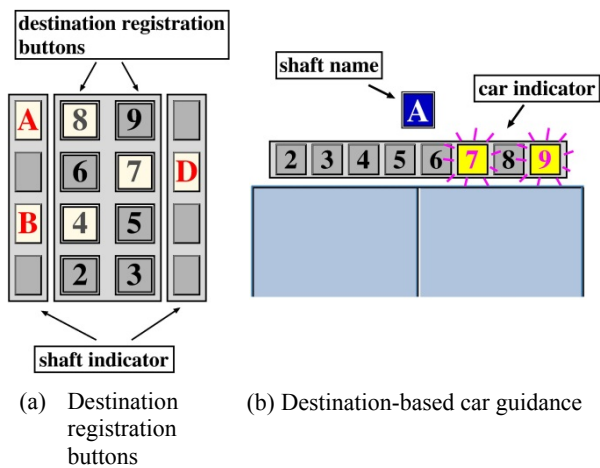 destination registration
buttons
A 8 9
6 7 D
B 4 5
2 3
shaft indicator
(a) Destination
registration
buttons
shaft name
A
car indicator
2 3 4 5 6 7 8 9
(b) Destination-based car guidance